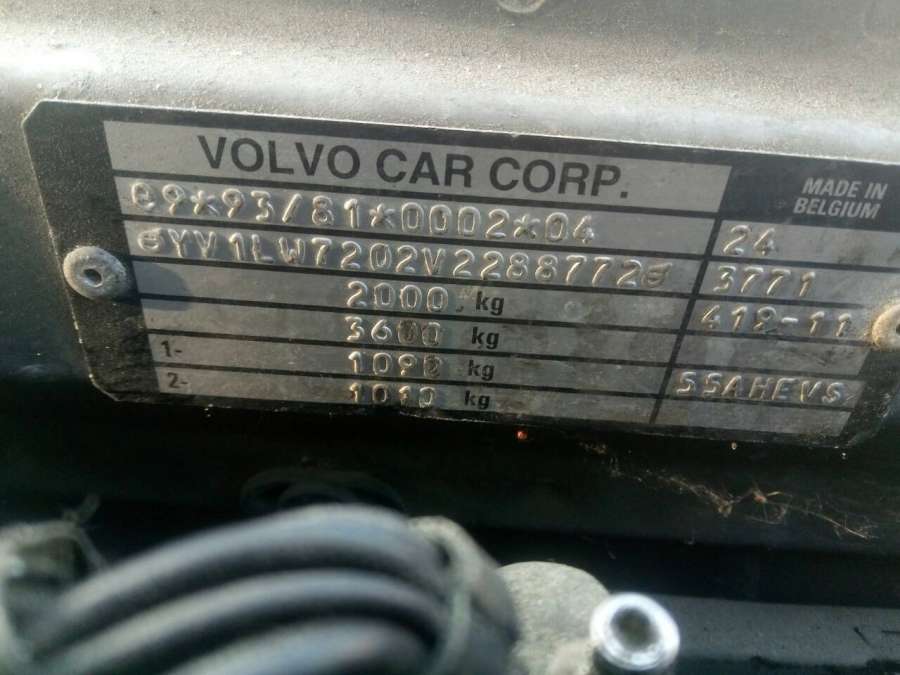 VOLVO CAR CORP.
MADE IN
BELGIUM
e9*93/81*0002*04
24
YV1LW7202V2288772
3771
2000 kg
412-11
3600 kg
1- 1090 kg
2- 1010 kg
55AHEVS